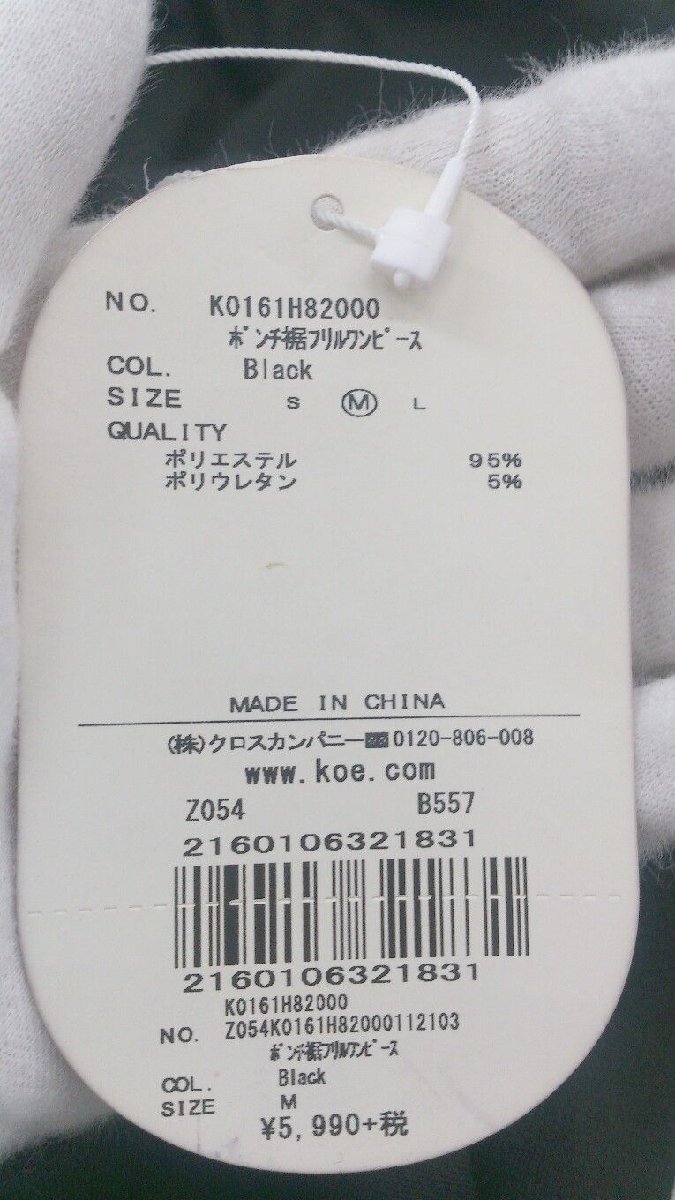 NO. K0161H82000
ﾎﾟﾝﾁ裾ﾌﾘﾙﾜﾝﾋﾟｰｽ
COL. Black
SIZE S Ⓜ L
QUALITY
ポリエステル 95%
ポリウレタン 5%
MADE IN CHINA
(株)クロスカンパニー 0120-806-008
www.koe.com
Z054 B557
2160106321831
2160106321831
K0161H82000
NO. Z054K0161H82000112103
ﾎﾟﾝﾁ裾ﾌﾘﾙﾜﾝﾋﾟｰｽ
COL. Black
SIZE M
¥5,990+税